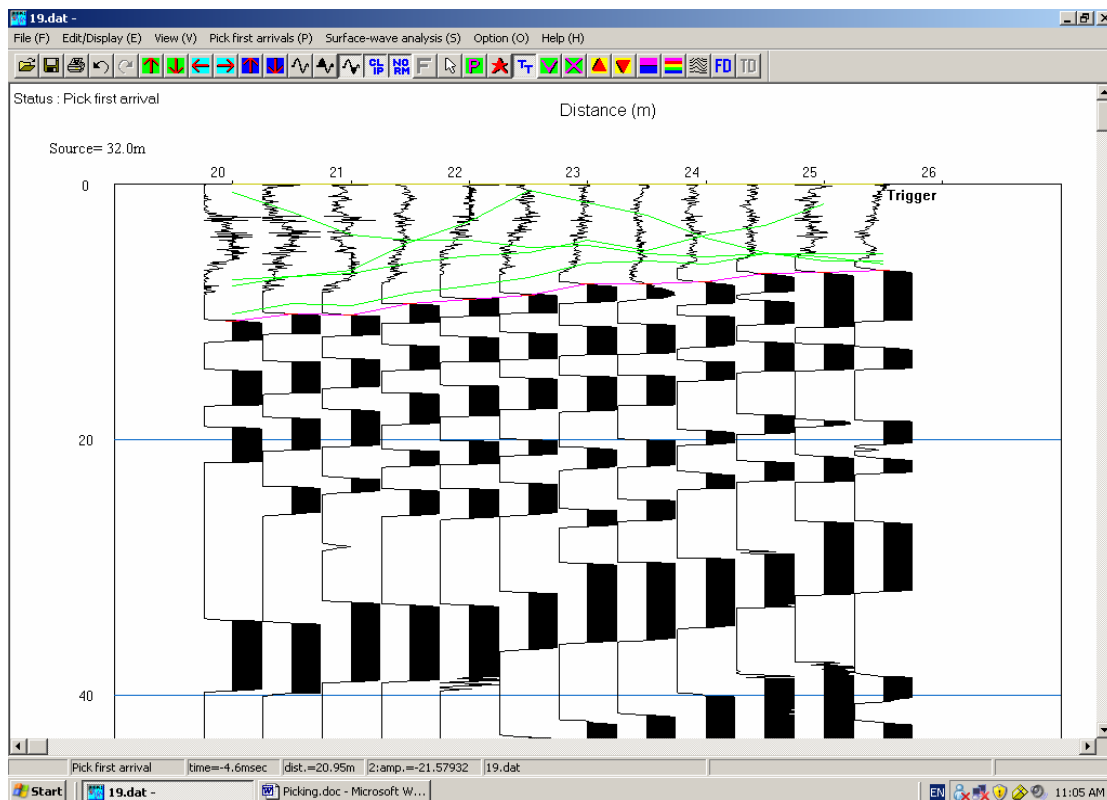 19.dat -
File (F) Edit/Display (E) View (V) Pick first arrivals (P) Surface-wave analysis (S) Option (O) Help (H)
CL IP NO RM F P TT FD TD
Status : Pick first arrival
Distance (m)
Source= 32.0m
20 21 22 23 24 25 26
0
Trigger
20
40
Pick first arrival time=-4.6msec dist.=20.95m 2:amp.=-21.57932 19.dat
Start 19.dat - Picking.doc - Microsoft W... EN 11:05 AM